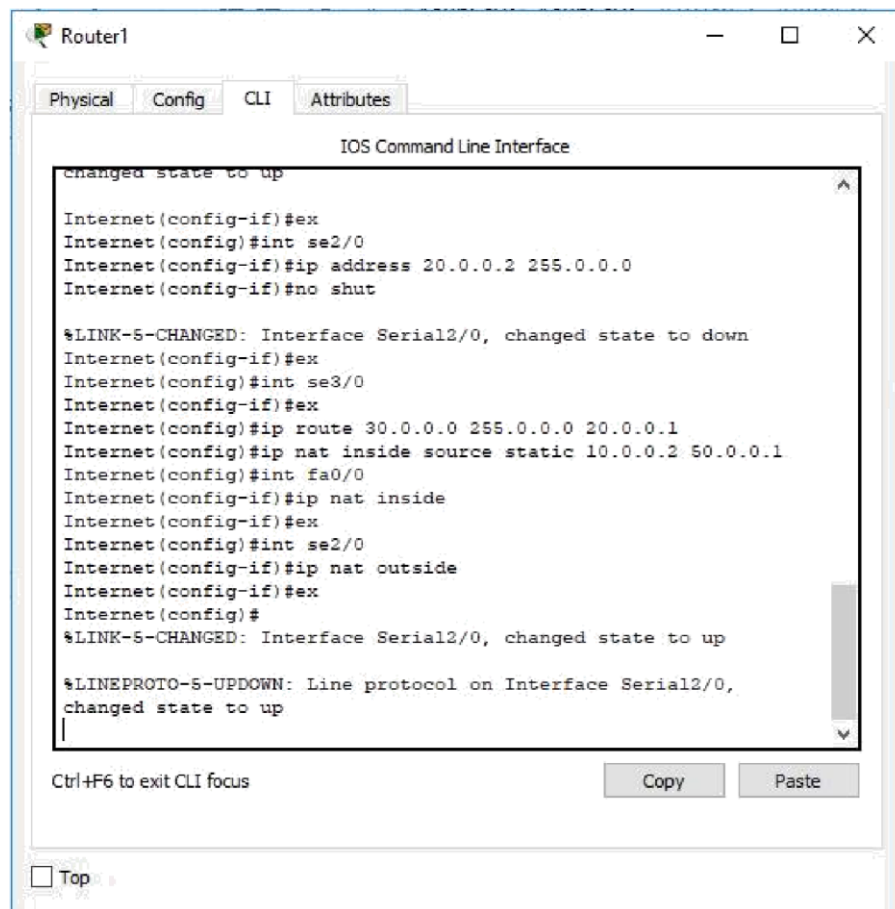 Router1
Physical Config CLI Attributes
IOS Command Line Interface
changed state to up
Internet(config-if)#ex
Internet(config)#int se2/0
Internet(config-if)#ip address 20.0.0.2 255.0.0.0
Internet(config-if)#no shut
%LINK-5-CHANGED: Interface Serial2/0, changed state to down
Internet(config-if)#ex
Internet(config)#int se3/0
Internet(config-if)#ex
Internet(config)#ip route 30.0.0.0 255.0.0.0 20.0.0.1
Internet(config)#ip nat inside source static 10.0.0.2 50.0.0.1
Internet(config)#int fa0/0
Internet(config-if)#ip nat inside
Internet(config-if)#ex
Internet(config)#int se2/0
Internet(config-if)#ip nat outside
Internet(config-if)#ex
Internet(config)#
%LINK-5-CHANGED: Interface Serial2/0, changed state to up
%LINEPROTO-5-UPDOWN: Line protocol on Interface Serial2/0,
changed state to up
Ctrl+F6 to exit CLI focus
Copy Paste
Top